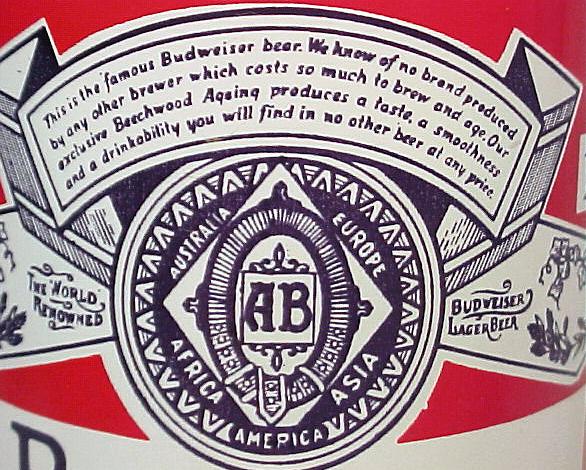 This is the famous Budweisor bear. We know of no brand produced
by any other brewer which costs so much to brew and age. Our
exclusive Beechwood Ageing produces a taste, a smoothness
and a drinkability you will find in no other beer at any price.
AUSTRALIA
EUROPE
THE WORLD
RENOWNED
AB
BUDWEISER
LAGER BEER
AFRICA
ASIA
AMERICA